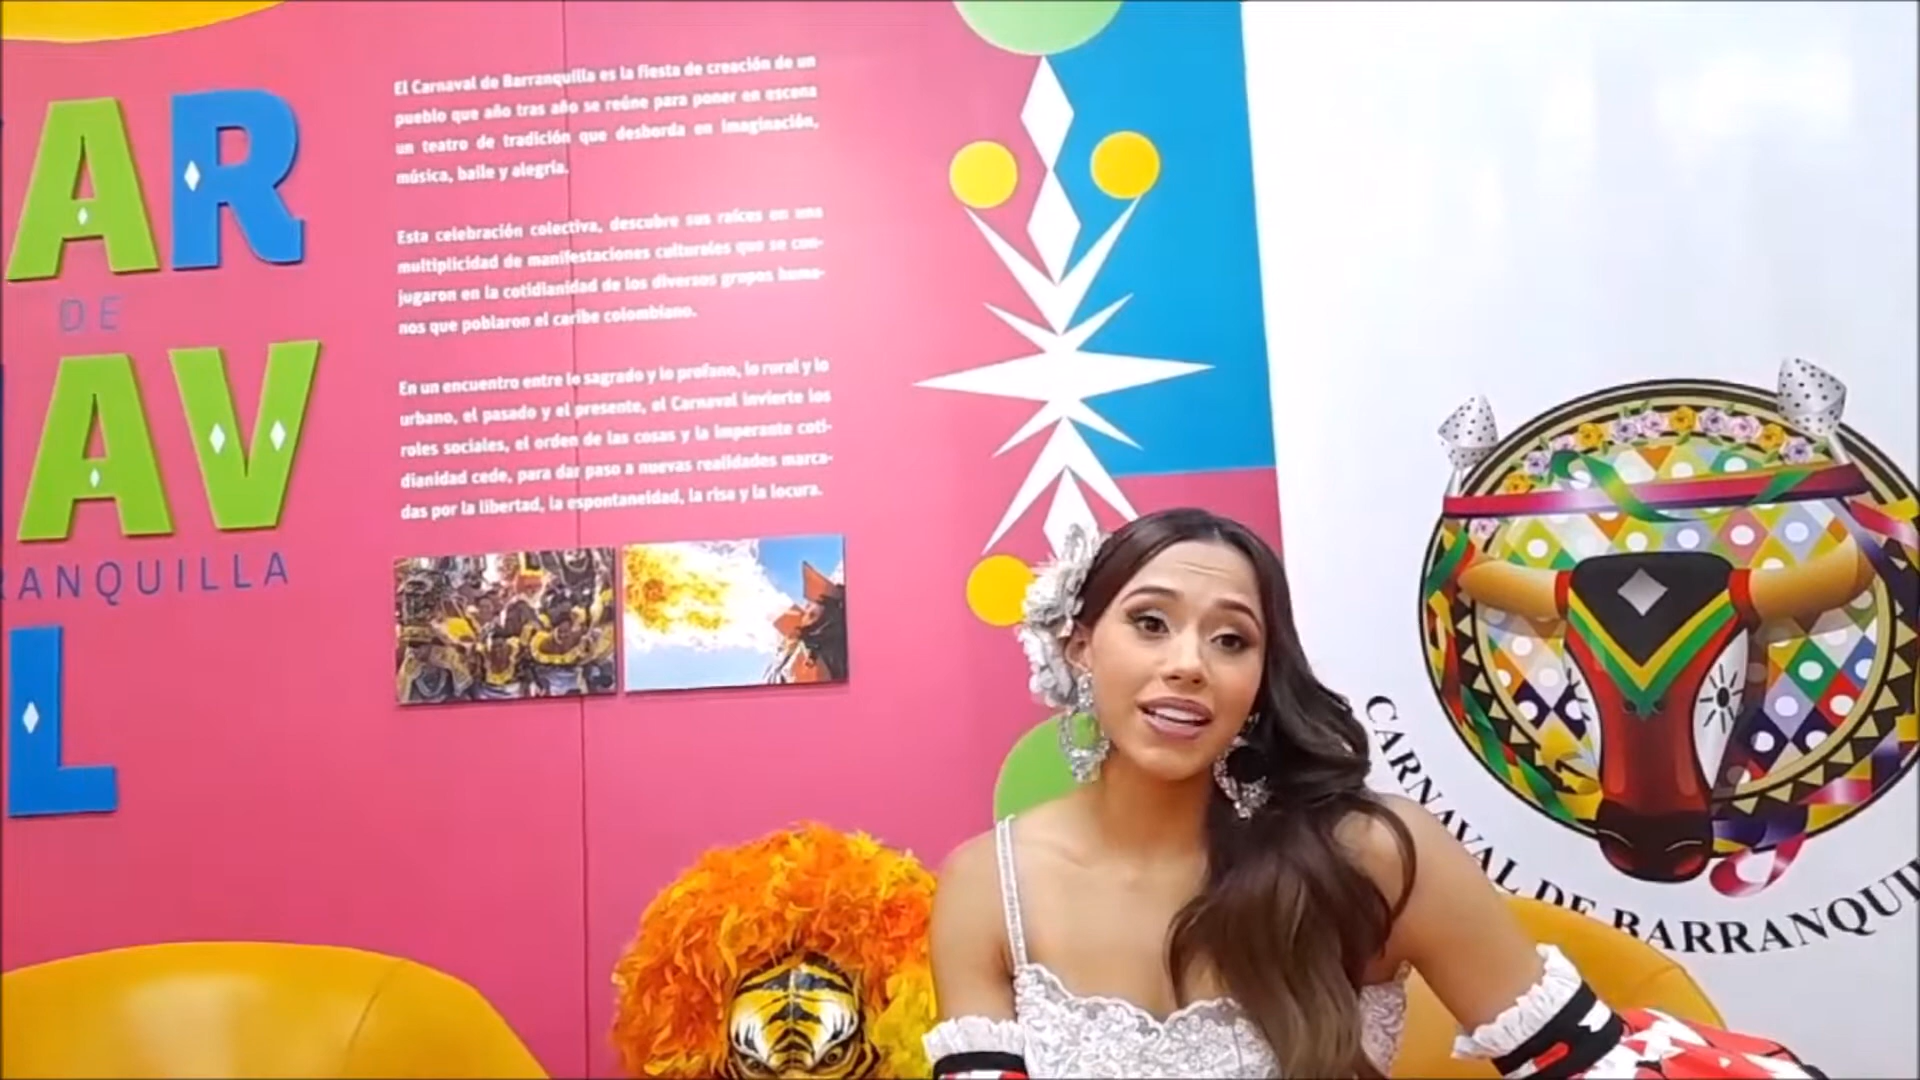 AR
DE
AV
RANQUILLA
L
El Carnaval de Barranquilla es la fiesta de creación de un
pueblo que año tras año se reúne para poner en escena
un teatro de tradición que desborda en imaginación,
música, baile y alegría.
Esta celebración colectiva, descubre sus raíces en una
multiplicidad de manifestaciones culturales que se con-
jugaron en la cotidianidad de los diversos grupos huma-
nos que poblaron el caribe colombiano.
En un encuentro entre lo sagrado y lo profano, lo rural y lo
urbano, el pasado y el presente, el Carnaval invierte los
roles sociales, el orden de las cosas y la imperante coti-
dianidad cede, para dar paso a nuevas realidades marca-
das por la libertad, la espontaneidad, la risa y la locura.
CARNAVAL DE BARRANQUI